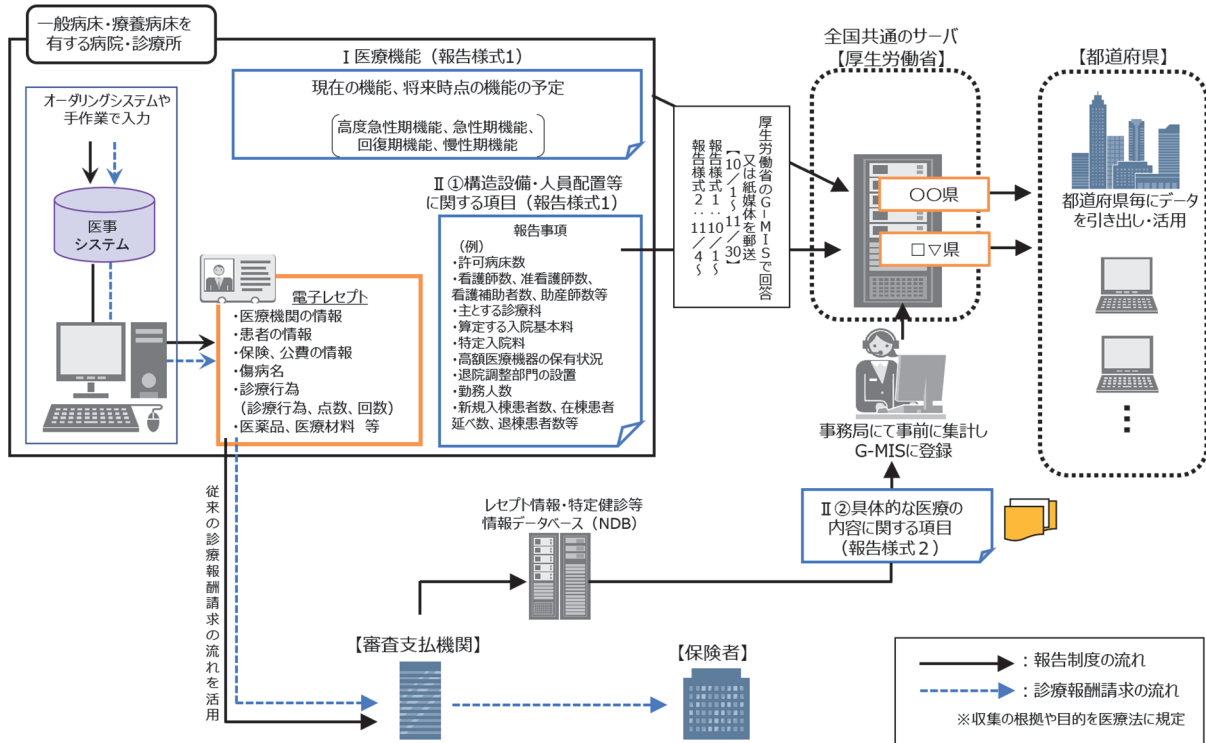 一般病床・療養病床を
有する病院・診療所
Ⅰ医療機能（報告様式1）
現在の機能、将来時点の機能の予定
高度急性期機能、急性期機能、
回復期機能、慢性期機能
オーダリングシステムや
手作業で入力
医事
システム
Ⅱ①構造設備・人員配置等
に関する項目（報告様式1）
報告事項
（例）
・許可病床数
・看護師数、准看護師数、
看護補助者数、助産師数等
・主とする診療科
・算定する入院基本料
・特定入院料
・高額医療機器の保有状況
・退院調整部門の設置
・勤務人数
・新規入棟患者数、在棟患者
延べ数、退棟患者数等
電子レセプト
・医療機関の情報
・患者の情報
・保険、公費の情報
・傷病名
・診療行為
（診療行為、点数、回数）
・医薬品、医療材料 等
厚生労働省のG-MISで回答
又は紙媒体を郵送
【10／1～11／30】
報告様式1：10／1～
報告様式2：11／4～
全国共通のサーバ
【厚生労働省】
〇〇県
□▽県
【都道府県】
都道府県毎にデータ
を引き出し・活用
事務局にて事前に集計し
G-MISに登録
Ⅱ②具体的な医療の
内容に関する項目
（報告様式２）
レセプト情報・特定健診等
情報データベース（NDB）
従来の診療報酬請求の流れを活用
【審査支払機関】
【保険者】
：報告制度の流れ
：診療報酬請求の流れ
※収集の根拠や目的を医療法に規定